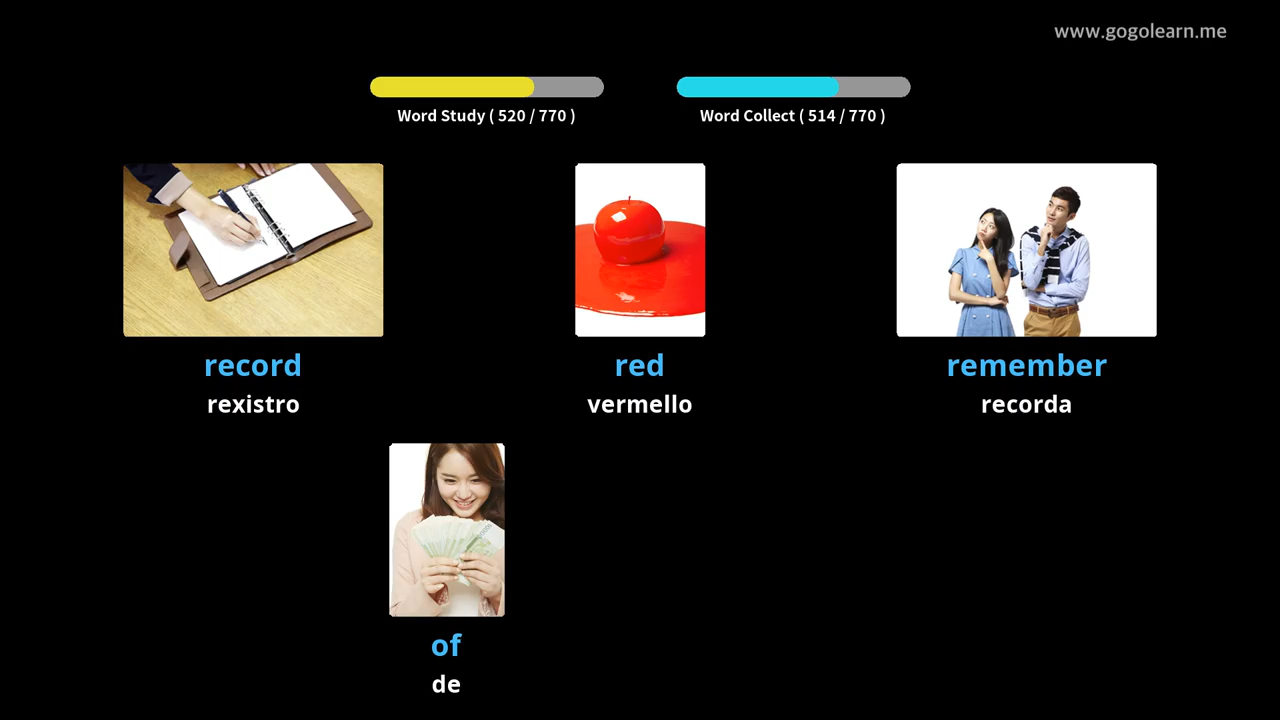 www.gogolearn.me
Word Study ( 520 / 770 )
Word Collect ( 514 / 770 )
record
rexistro
red
vermello
remember
recorda
of
de